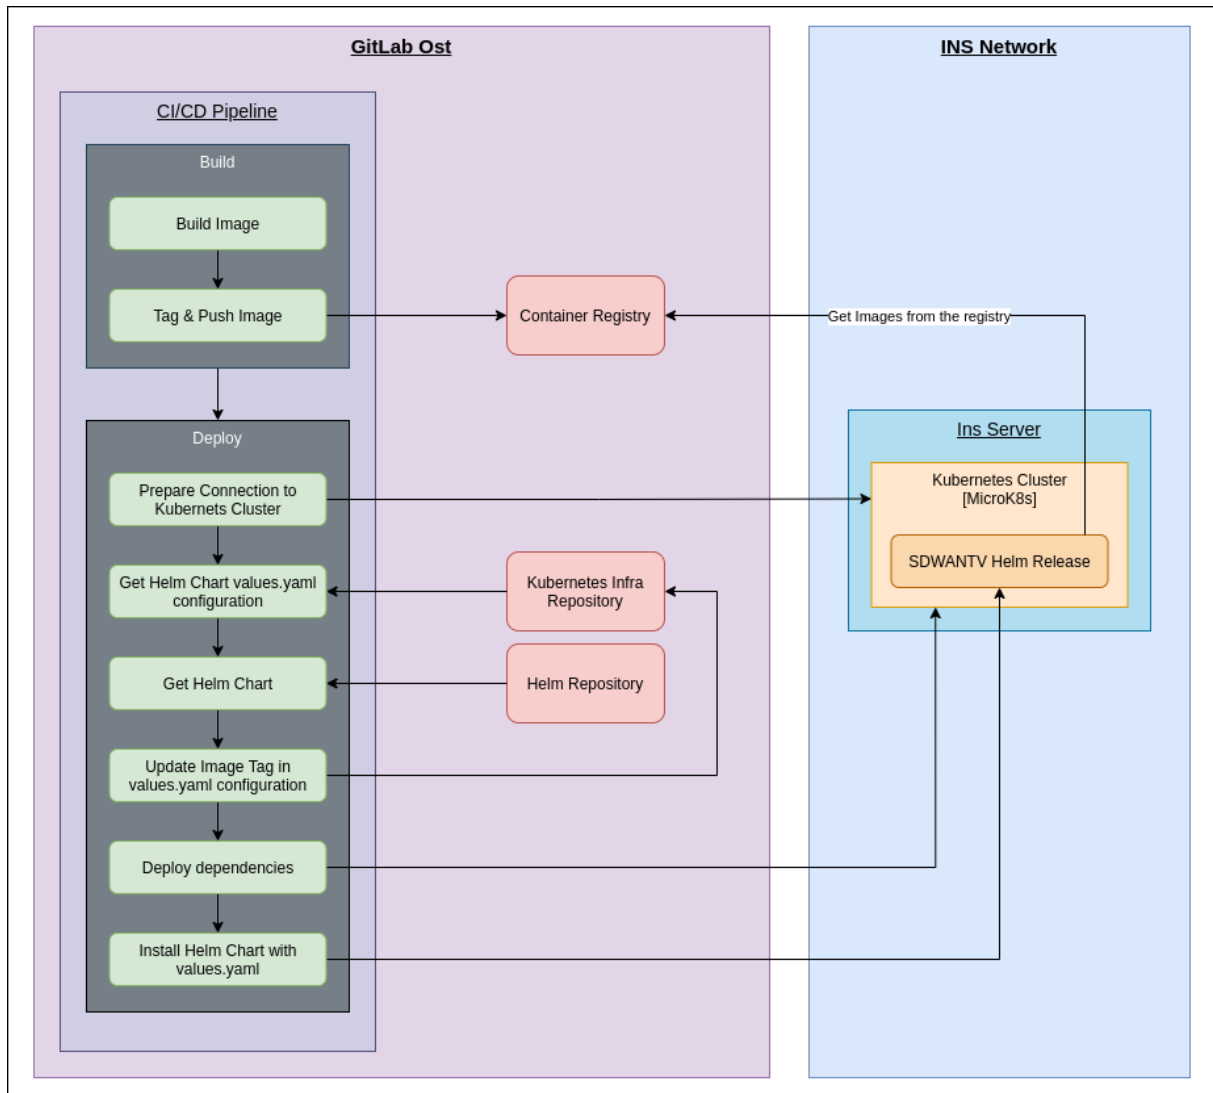 GitLab Ost
CI/CD Pipeline
Build
Build Image
Tag & Push Image
Container Registry
Deploy
Prepare Connection to
Kubernets Cluster
Get Helm Chart values.yaml
configuration
Kubernetes Infra
Repository
Get Helm Chart
Helm Repository
Update Image Tag in
values.yaml configuration
Deploy dependencies
Install Helm Chart with
values.yaml
INS Network
Get Images from the registry
Ins Server
Kubernetes Cluster
[MicroK8s]
SDWANTV Helm Release